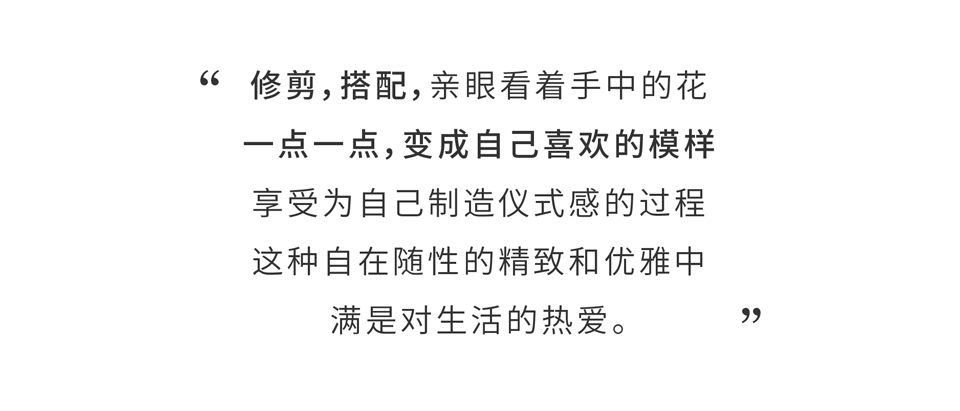 “ 修剪，搭配，亲眼看着手中的花
一点一点，变成自己喜欢的模样
享受为自己制造仪式感的过程
这种自在随性的精致和优雅中
满是对生活的热爱。 ”